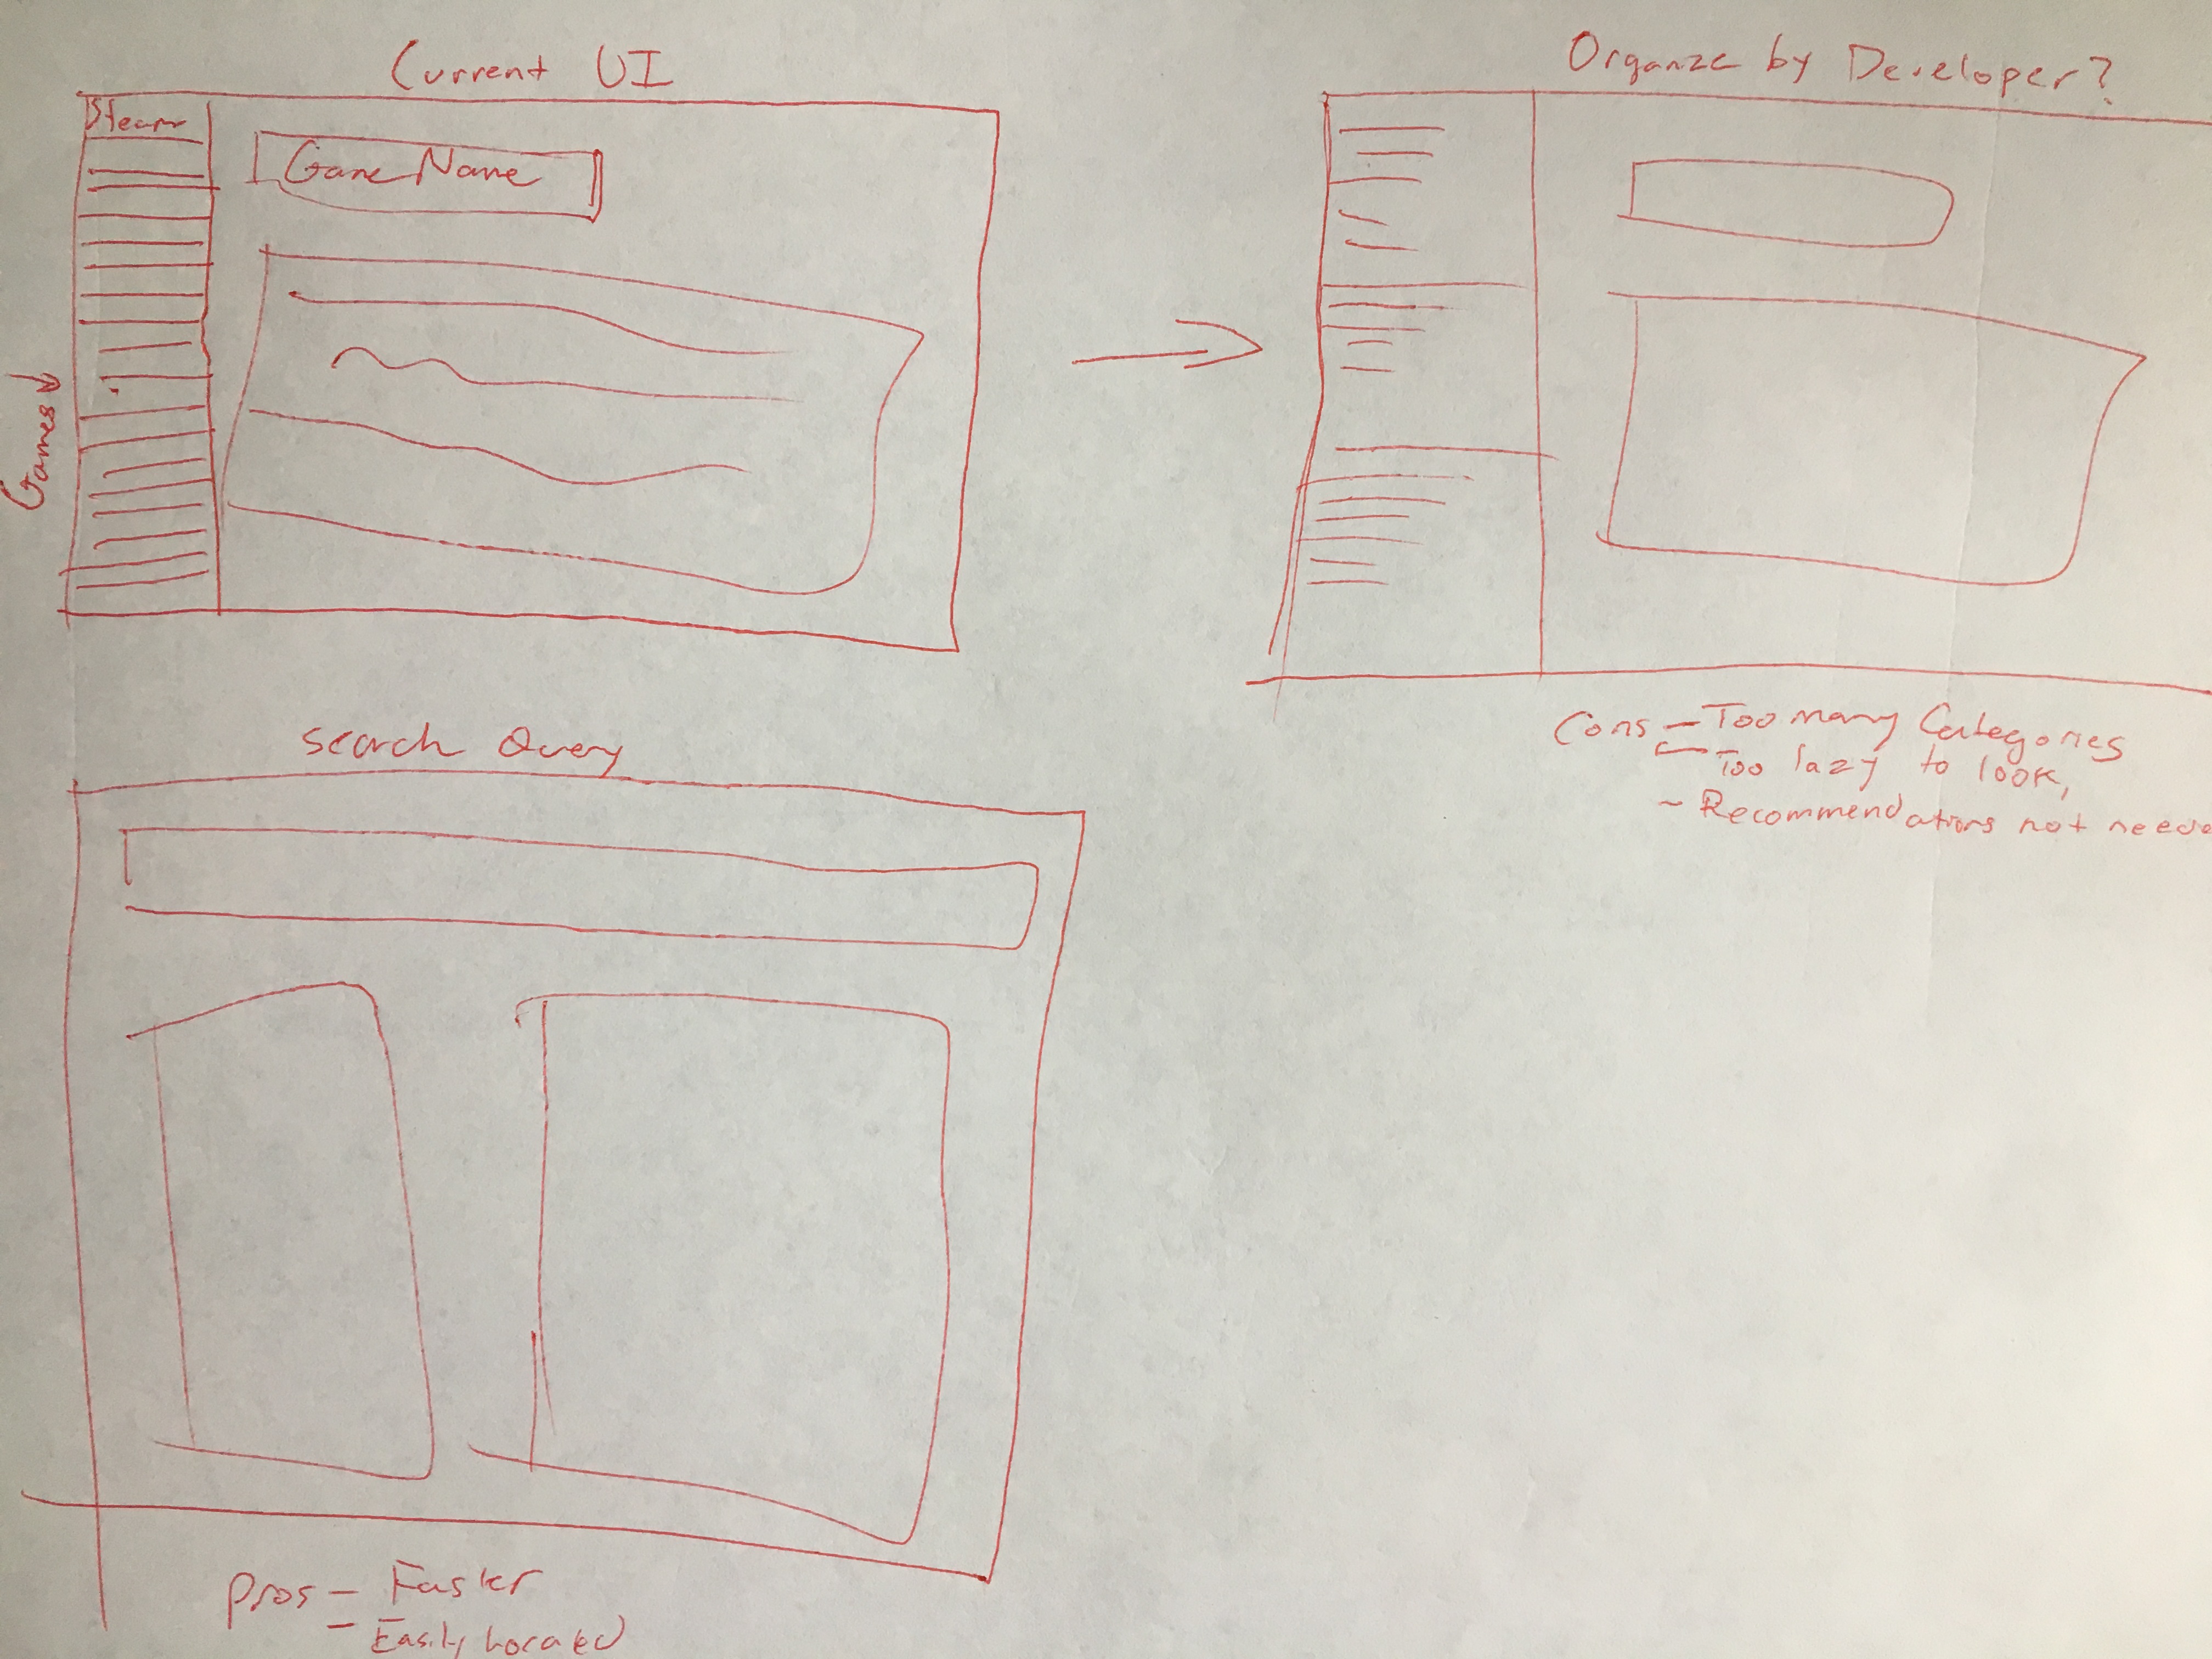 Current UI
Steam
Game Name
Games
Organze by Developer?
Cons - Too many Categories
- Too lazy to look,
- Recommendations not neede
search Query
Pros - Faster
- Easily Located